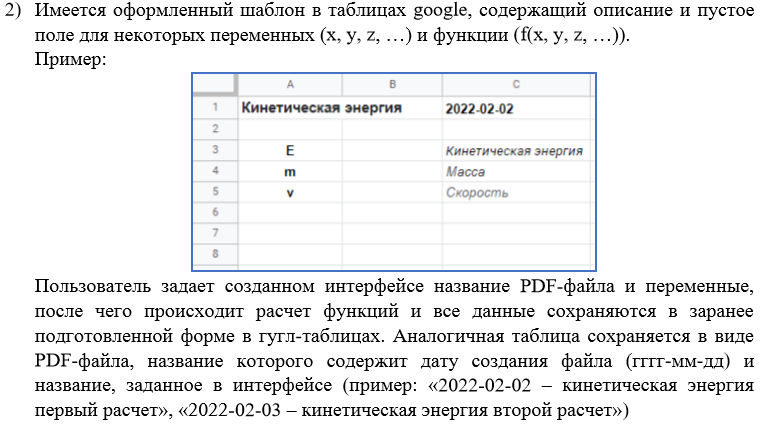 2) Имеется оформленный шаблон в таблицах google, содержащий описание и пустое
поле для некоторых переменных (x, y, z, …) и функции (f(x, y, z, …)).
Пример:
A B C
1 Кинетическая энергия 2022-02-02
2
3 E Кинетическая энергия
4 m Масса
5 v Скорость
6
7
8
Пользователь задает созданном интерфейсе название PDF-файла и переменные,
после чего происходит расчет функций и все данные сохраняются в заранее
подготовленной форме в гугл-таблицах. Аналогичная таблица сохраняется в виде
PDF-файла, название которого содержит дату создания файла (гггг-мм-дд) и
название, заданное в интерфейсе (пример: «2022-02-02 – кинетическая энергия
первый расчет», «2022-02-03 – кинетическая энергия второй расчет»)